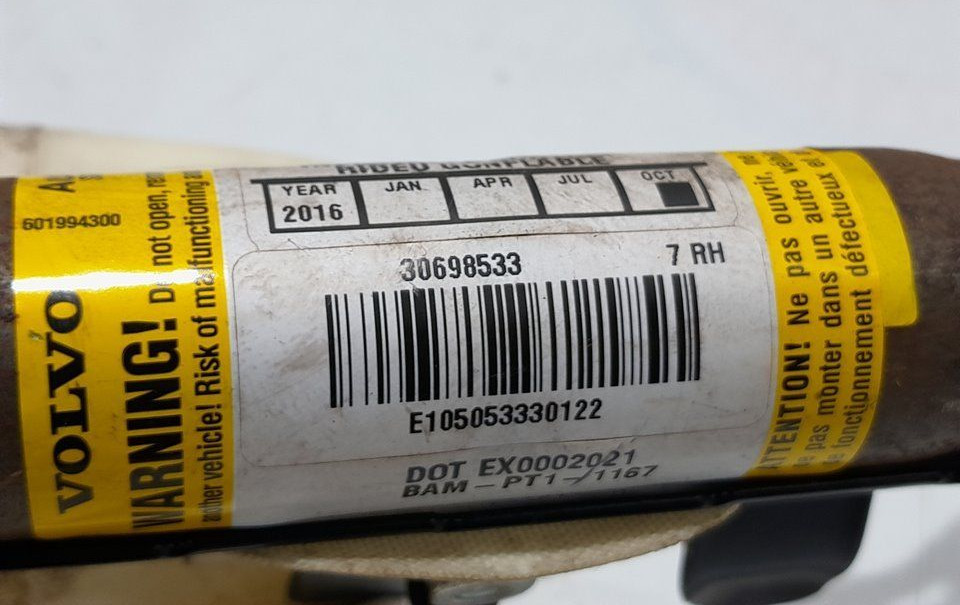 RIDEU GONFLABLE
YEAR JAN APR JUL OCT
2016
30698533 7 RH
E105053330122
DOT EX0002021
BAM-PT1-1167
601994300
VOLVO
WARNING! Do not open,
another vehicle! Risk of malfunctioning
ATTENTION! Ne pas ouvrir,
pas monter dans un autre
fonctionnement défectueux et